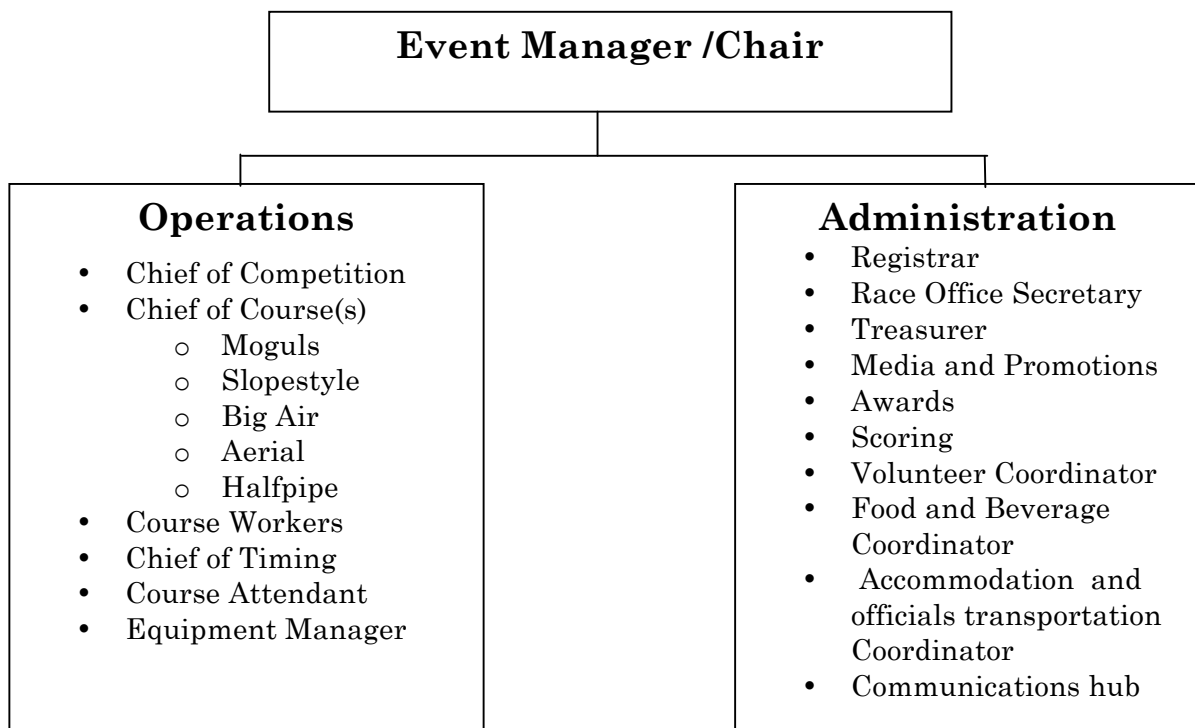 Event Manager /Chair
Operations
• Chief of Competition
• Chief of Course(s)
o Moguls
o Slopestyle
o Big Air
o Aerial
o Halfpipe
• Course Workers
• Chief of Timing
• Course Attendant
• Equipment Manager
Administration
• Registrar
• Race Office Secretary
• Treasurer
• Media and Promotions
• Awards
• Scoring
• Volunteer Coordinator
• Food and Beverage
Coordinator
• Accommodation and
officials transportation
Coordinator
• Communications hub